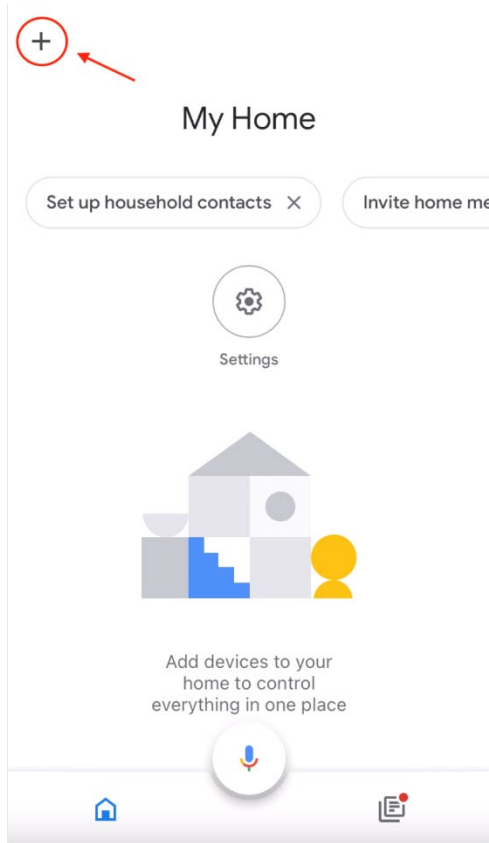 My Home
Set up household contacts
Invite home me
Settings
Add devices to your
home to control
everything in one place